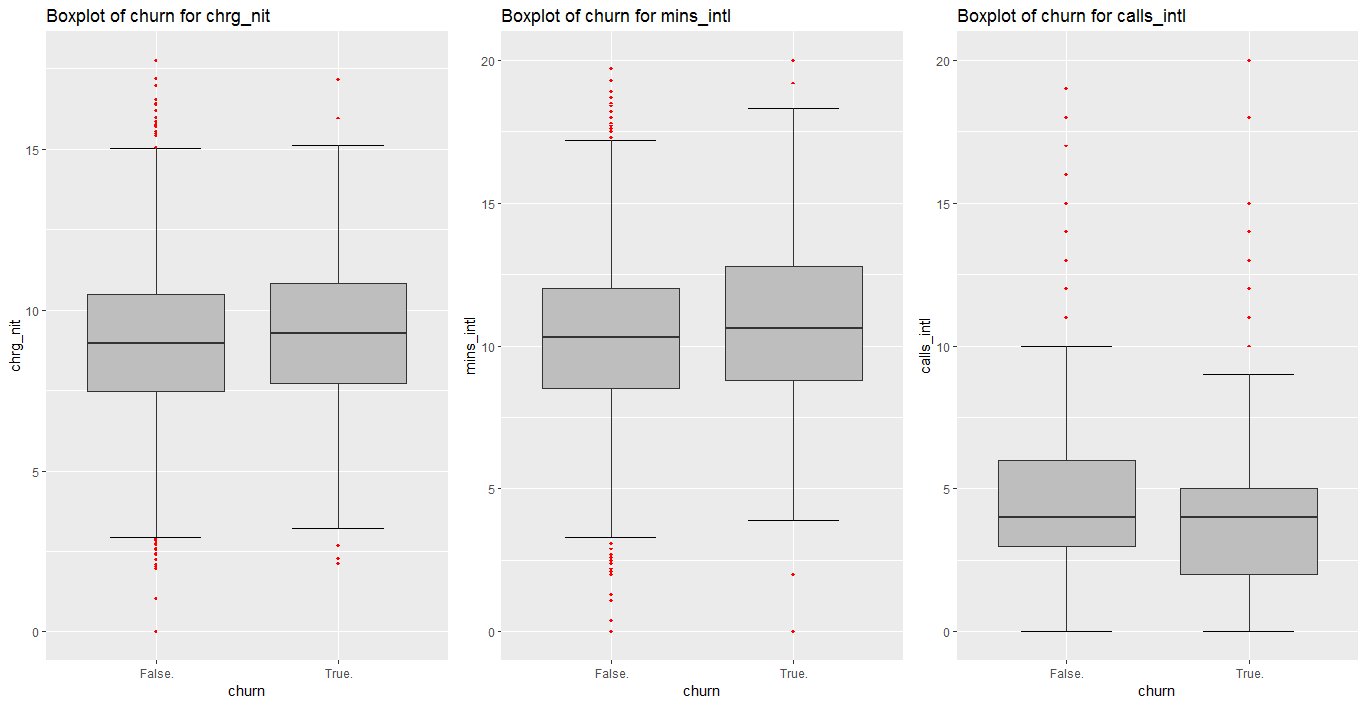 Boxplot of churn for chrg_nit
chrg_nit
15
10
5
0
False.
True.
churn
Boxplot of churn for mins_intl
mins_intl
20
15
10
5
0
False.
True.
churn
Boxplot of churn for calls_intl
calls_intl
20
15
10
5
0
False.
True.
churn